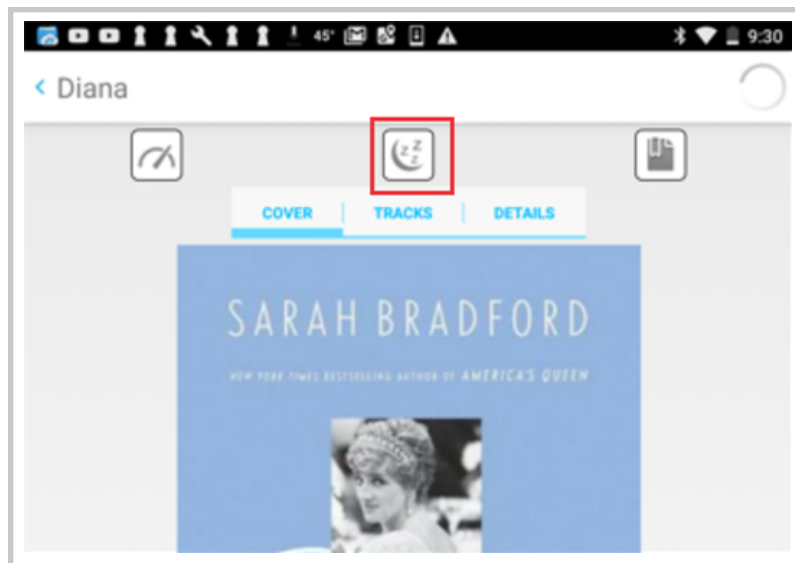 45° 9:30
Diana
z z z
COVER TRACKS DETAILS
SARAH BRADFORD
NEW YORK TIMES BESTSELLING AUTHOR OF AMERICA'S QUEEN